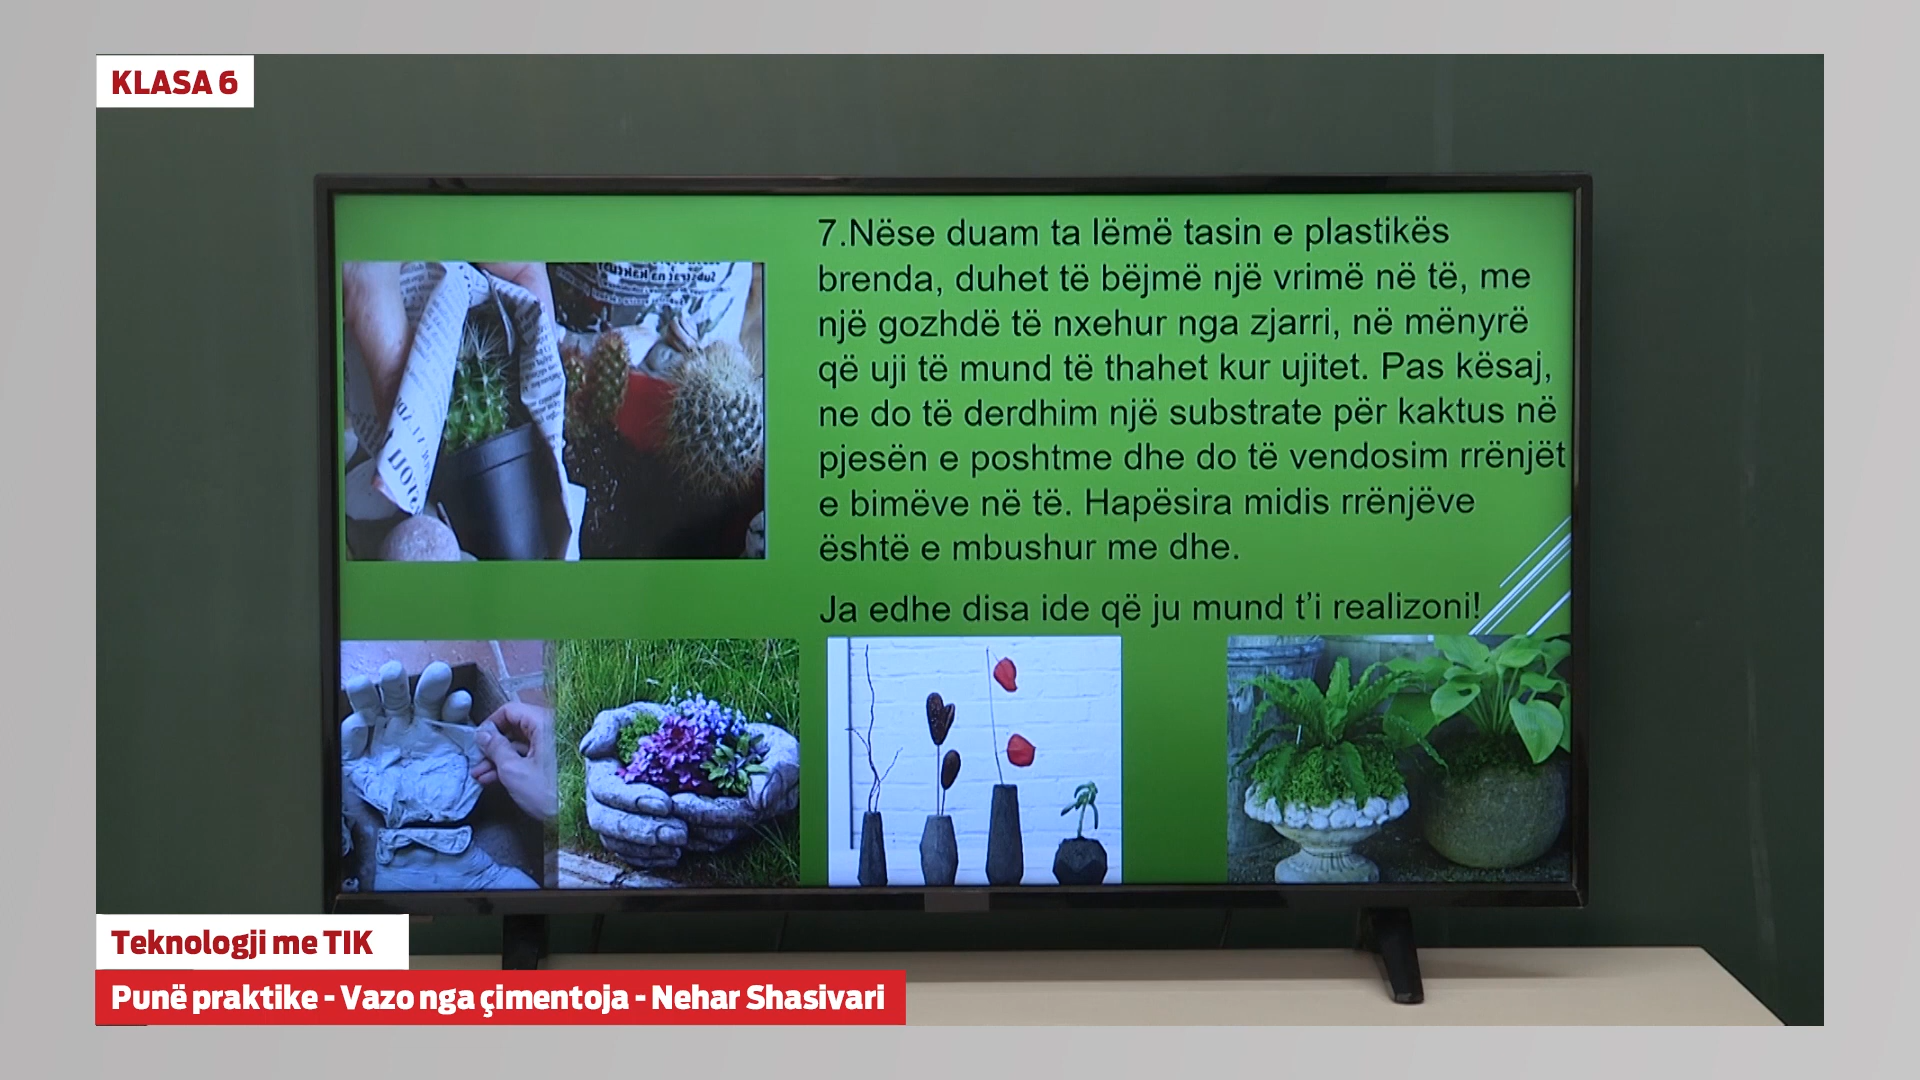 KLASA 6
7.Nëse duam ta lëmë tasin e plastikës
brenda, duhet të bëjmë një vrimë në të, me
një gozhdë të nxehur nga zjarri, në mënyrë
që uji të mund të thahet kur ujitet. Pas kësaj,
ne do të derdhim një substrate për kaktus në
pjesën e poshtme dhe do të vendosim rrënjët
e bimëve në të. Hapësira midis rrënjëve
është e mbushur me dhe.
Ja edhe disa ide që ju mund t’i realizoni!
Teknologji me TIK
Punë praktike - Vazo nga çimentoja - Nehar Shasivari